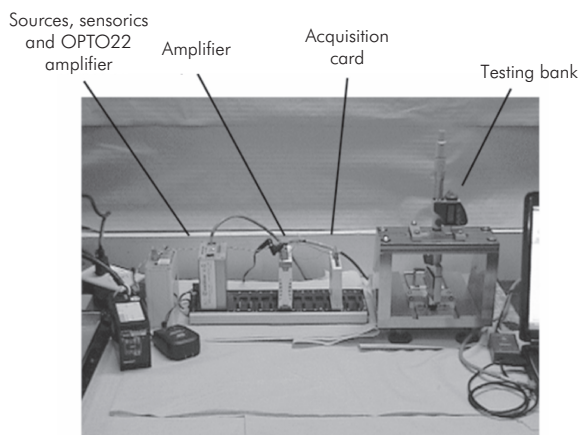 Sources, sensorics
and OPTO22
amplifier
Amplifier
Acquisition
card
Testing bank